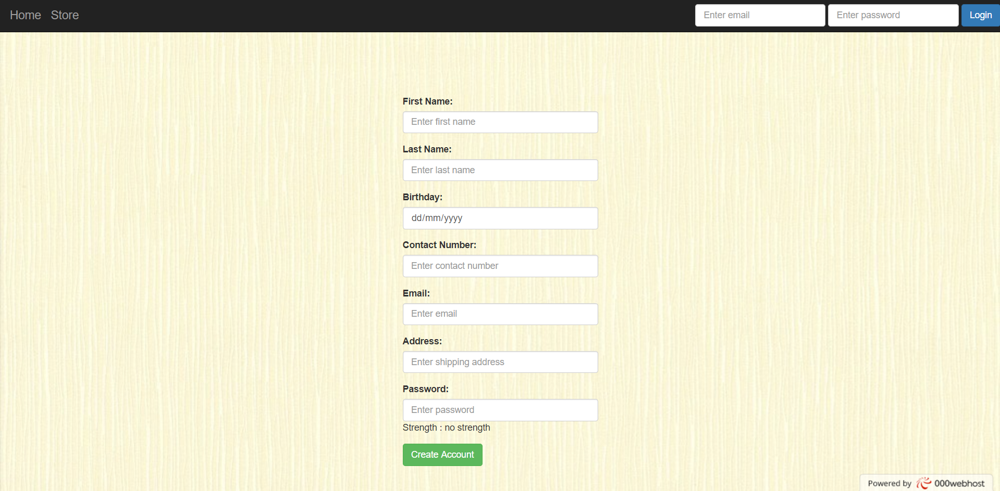 Home Store Enter email Enter password Login
First Name:
Enter first name
Last Name:
Enter last name
Birthday:
dd/mm/yyyy
Contact Number:
Enter contact number
Email:
Enter email
Address:
Enter shipping address
Password:
Enter password
Strength : no strength
Create Account
Powered by 000webhost